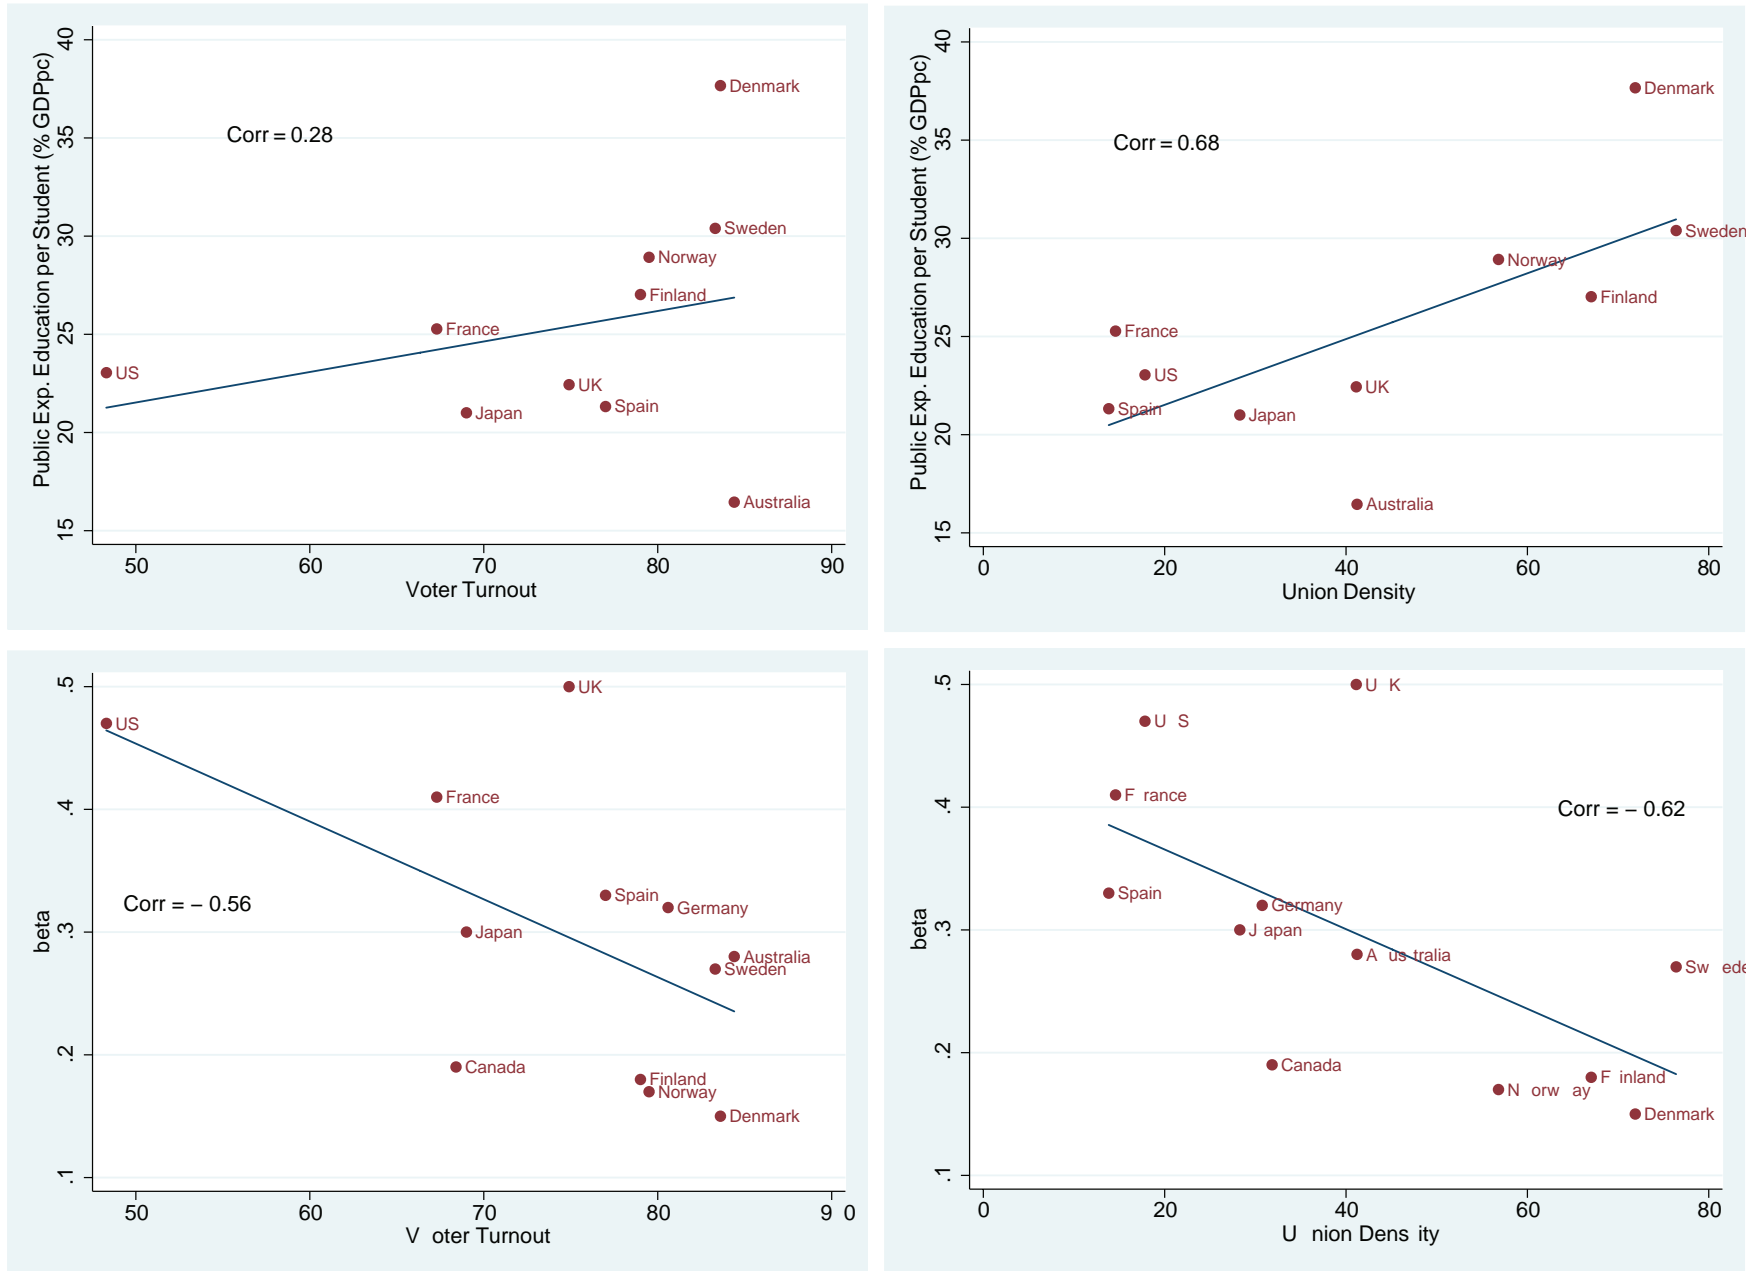 Public Exp. Education per Student (% GDPpc)
40
35
30
25
20
15
Corr = 0.28
Denmark
Sweden
Norway
Finland
France
US
UK
Spain
Japan
Australia
50 60 70 80 90
Voter Turnout
Public Exp. Education per Student (% GDPpc)
40
35
30
25
20
15
Corr = 0.68
Denmark
Sweden
Norway
Finland
France
US
UK
Spain
Japan
Australia
0 20 40 60 80
Union Density
beta
.5
.4
.3
.2
.1
UK
US
France
Corr = – 0.56
Spain
Germany
Japan
Australia
Sweden
Canada
Finland
Norway
Denmark
50 60 70 80 9 0
V oter Turnout
beta
.5
.4
.3
.2
.1
U K
U S
F rance
Corr = – 0.62
Spain
Germany
J apan
A us tralia
Sw ede
Canada
F inland
N orw ay
Denmark
0 20 40 60 80
U nion Dens ity